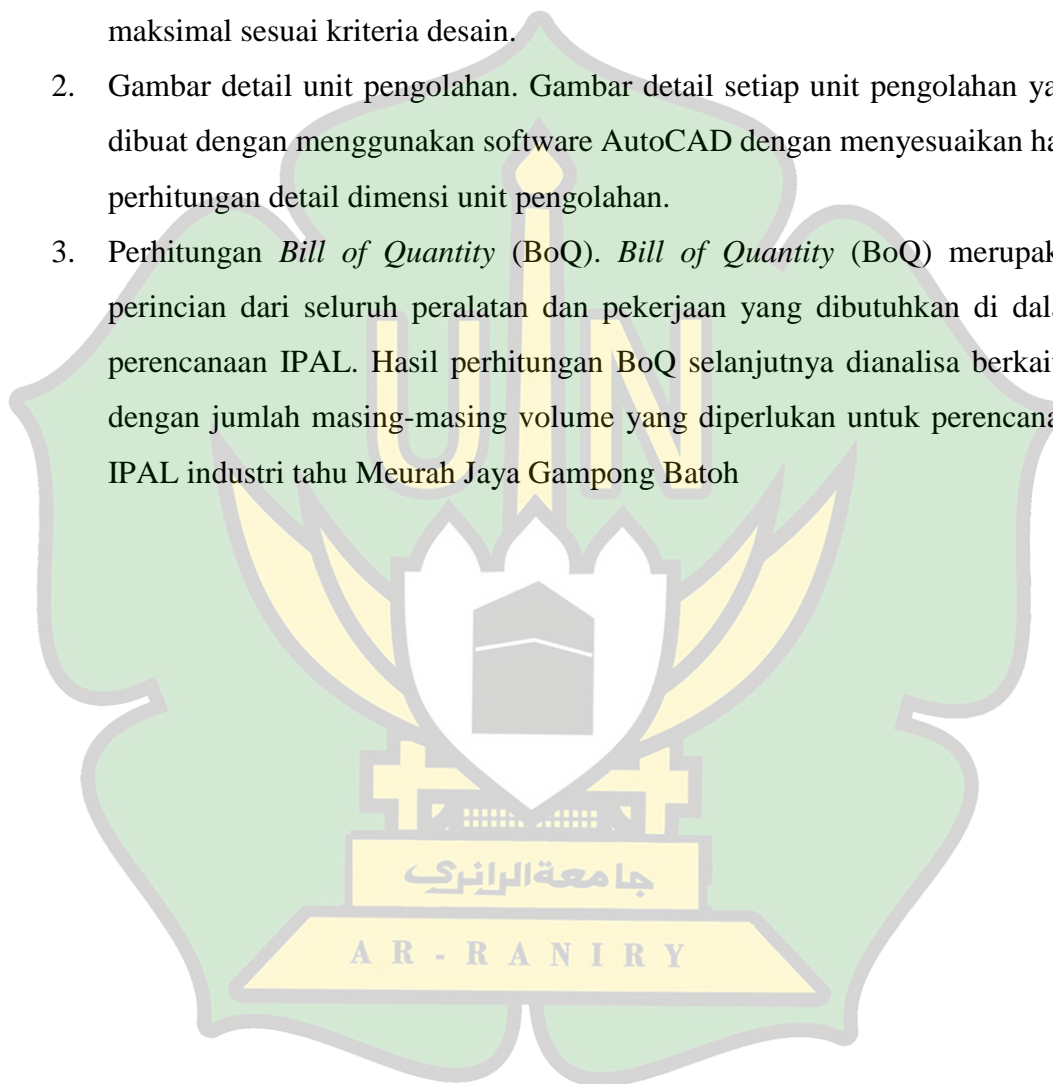 maksimal sesuai kriteria desain.
2. Gambar detail unit pengolahan. Gambar detail setiap unit pengolahan ya
dibuat dengan menggunakan software AutoCAD dengan menyesuaikan ha
perhitungan detail dimensi unit pengolahan.
3. Perhitungan Bill of Quantity (BoQ). Bill of Quantity (BoQ) merupak
perincian dari seluruh peralatan dan pekerjaan yang dibutuhkan di dala
perencanaan IPAL. Hasil perhitungan BoQ selanjutnya dianalisa berkait
dengan jumlah masing-masing volume yang diperlukan untuk perencana
IPAL industri tahu Meurah Jaya Gampong Batoh
UIN
جامعةالرانري
AR-RANIRY